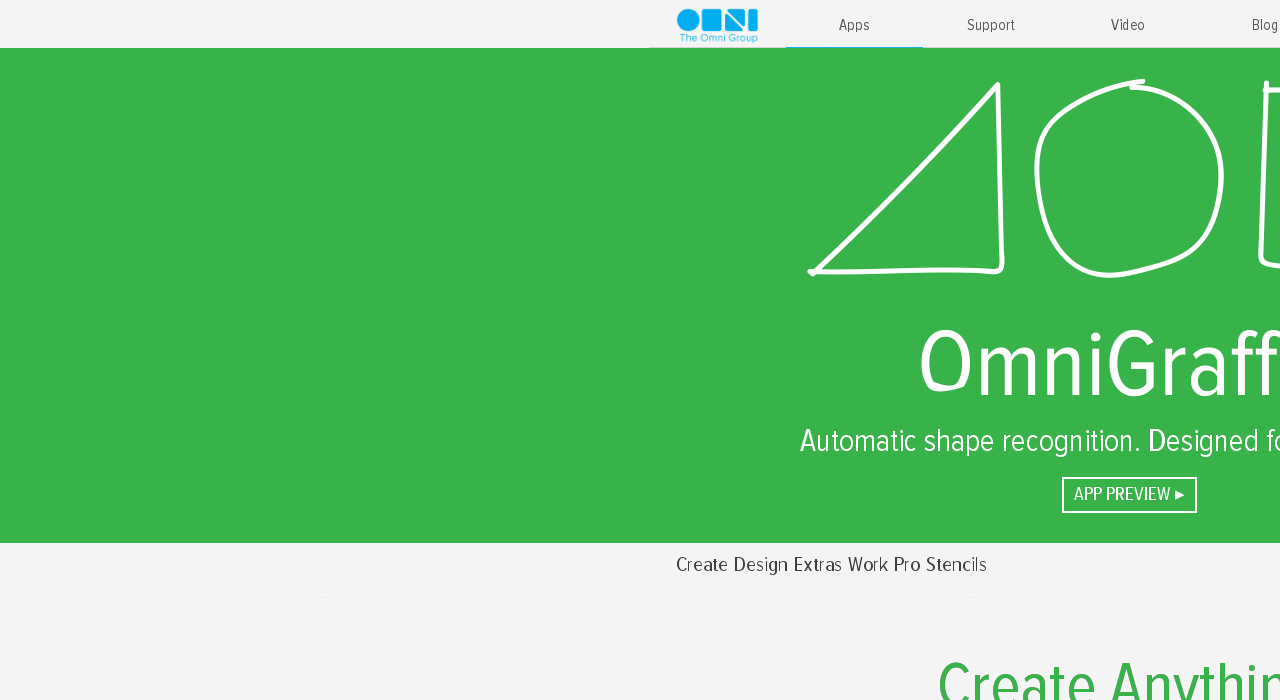 OMNI
The Omni Group
Apps Support Video Blog
OmniGraff
Automatic shape recognition. Designed fo
APP PREVIEW ▸
Create Design Extras Work Pro Stencils
Create Anythin